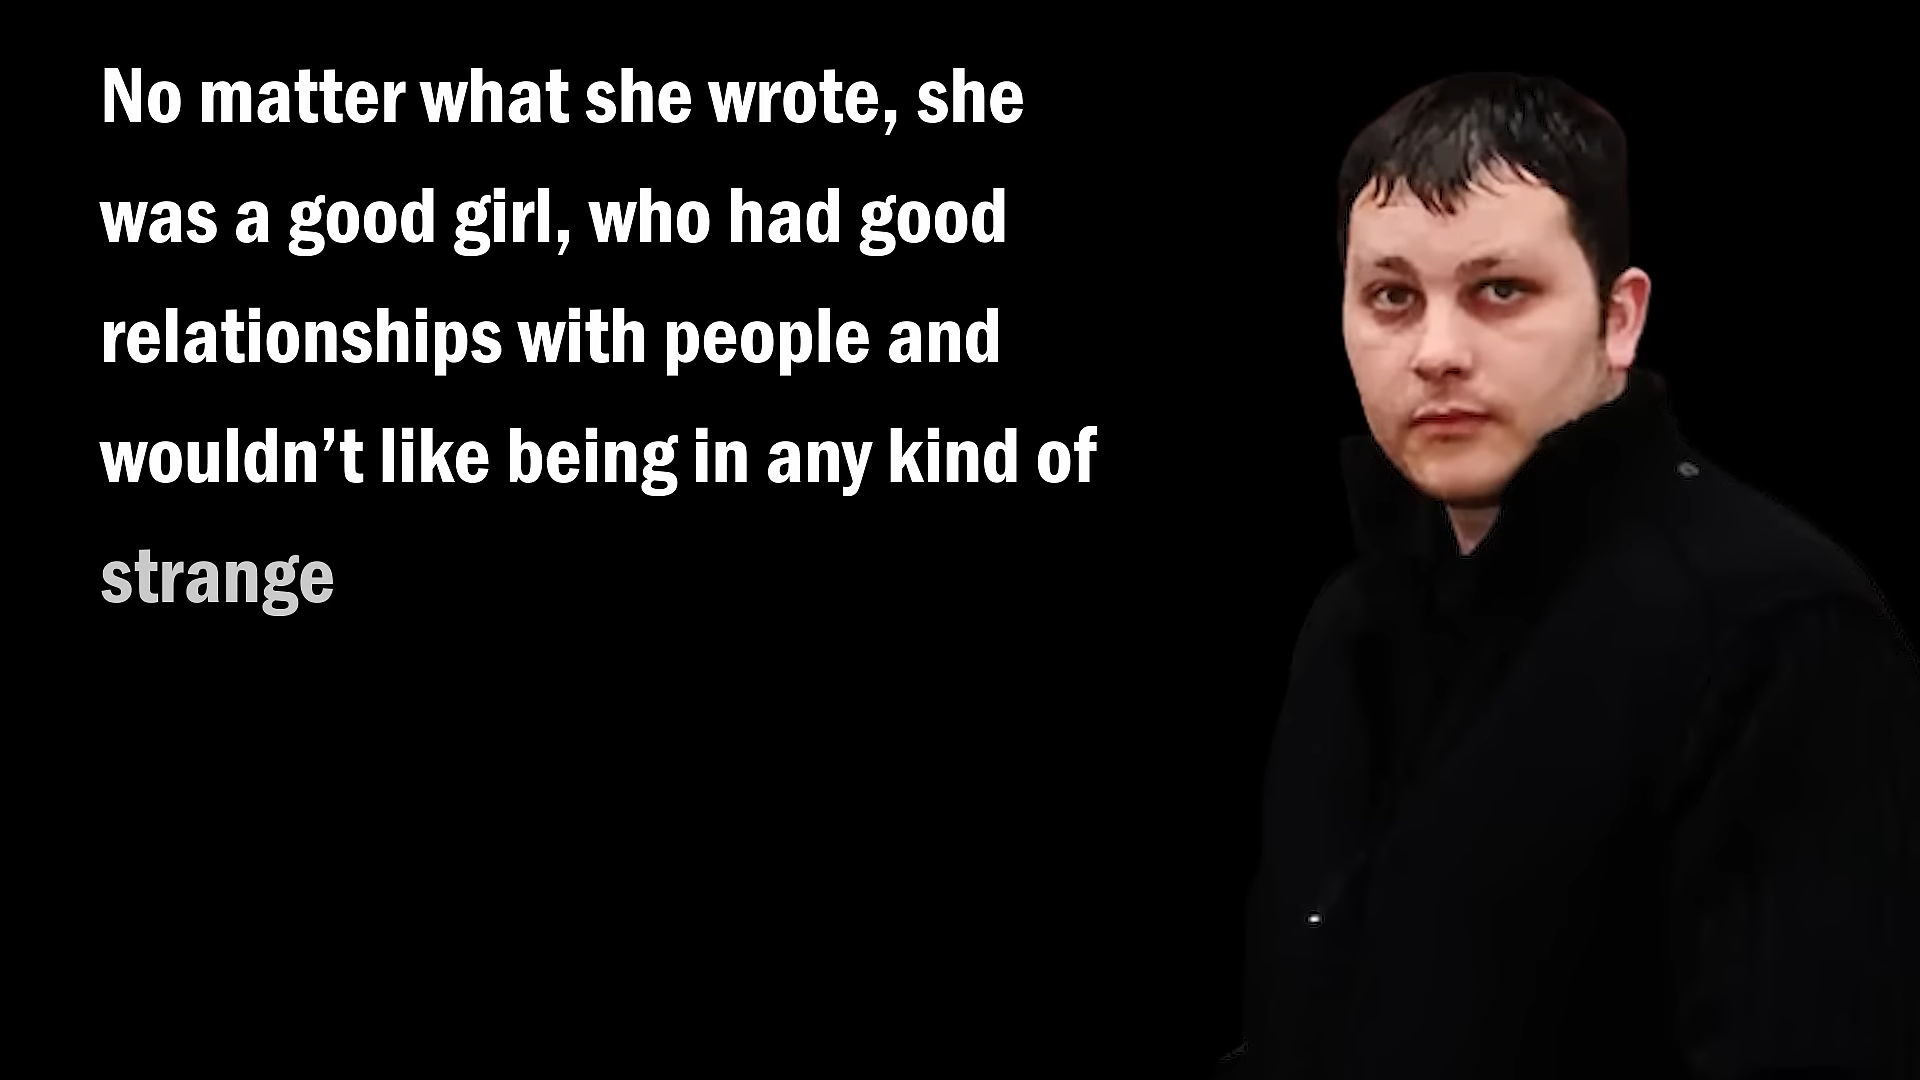 No matter what she wrote, she
was a good girl, who had good
relationships with people and
wouldn’t like being in any kind of
strange